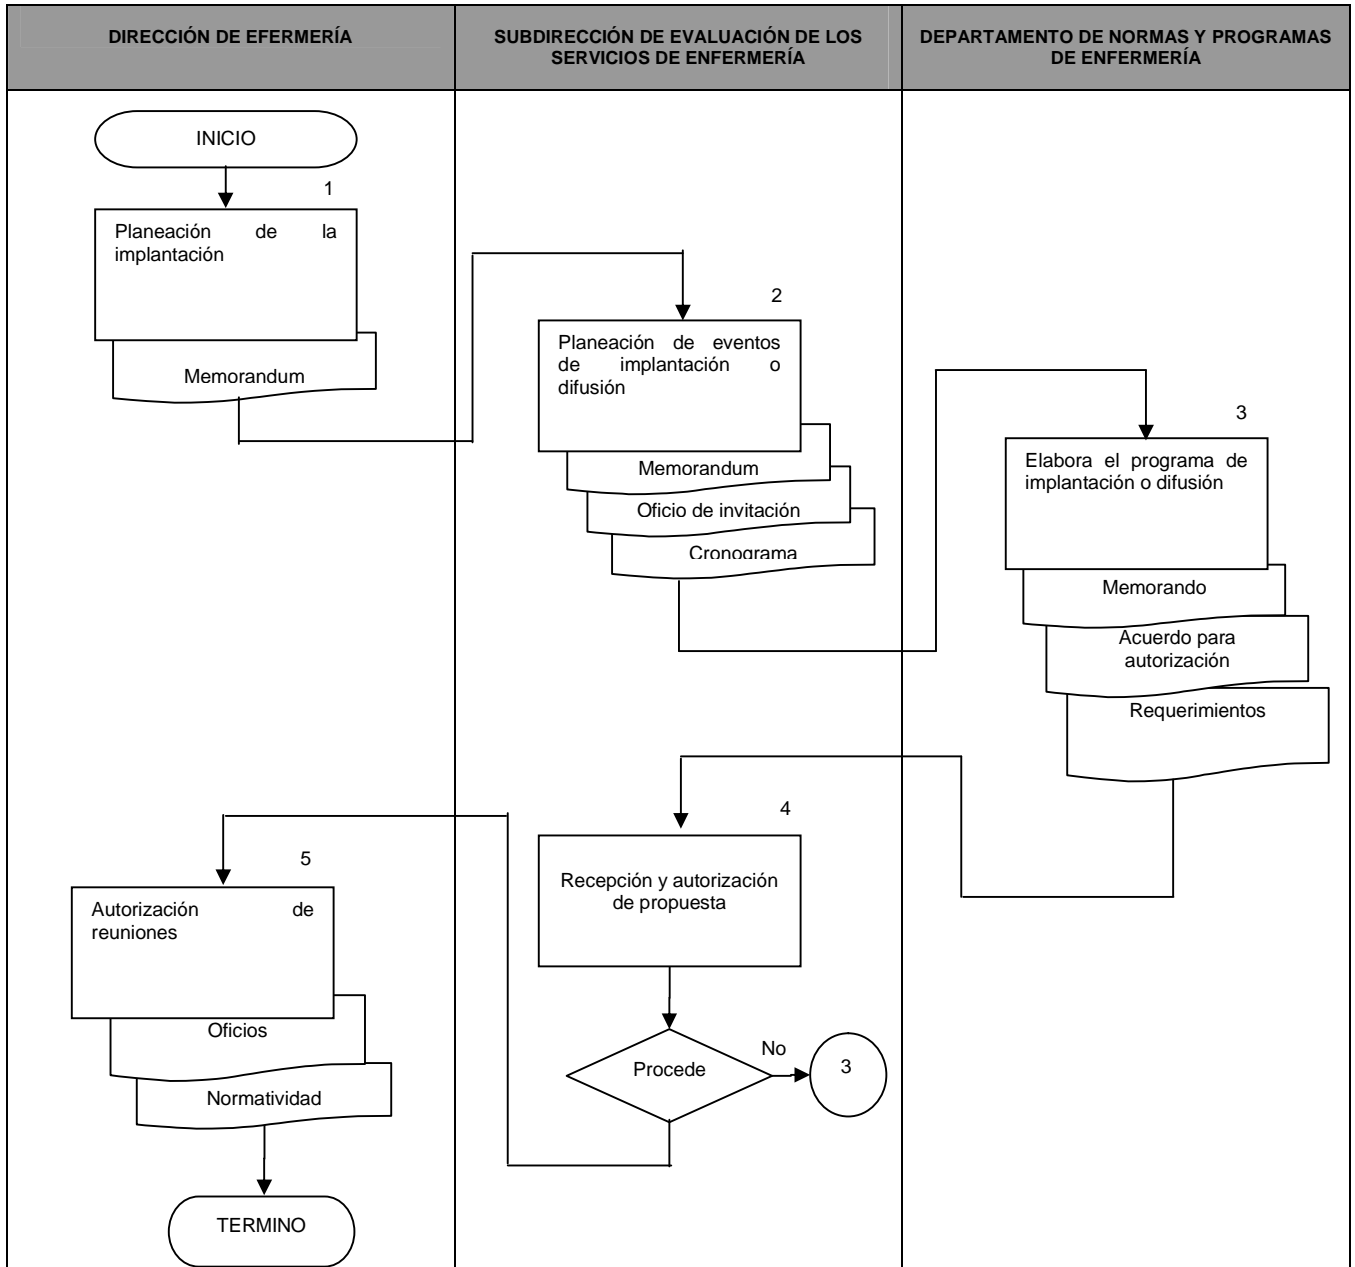 DIRECCIÓN DE EFERMERÍA
SUBDIRECCIÓN DE EVALUACIÓN DE LOS
SERVICIOS DE ENFERMERÍA
DEPARTAMENTO DE NORMAS Y PROGRAMAS
DE ENFERMERÍA
INICIO
1
Planeación de la
implantación
Memorandum
2
Planeación de eventos
de implantación o
difusión
Memorandum
Oficio de invitación
Cronograma
3
Elabora el programa de
implantación o difusión
Memorando
Acuerdo para
autorización
Requerimientos
4
Recepción y autorización
de propuesta
Procede
No
3
5
Autorización de
reuniones
Oficios
Normatividad
TERMINO